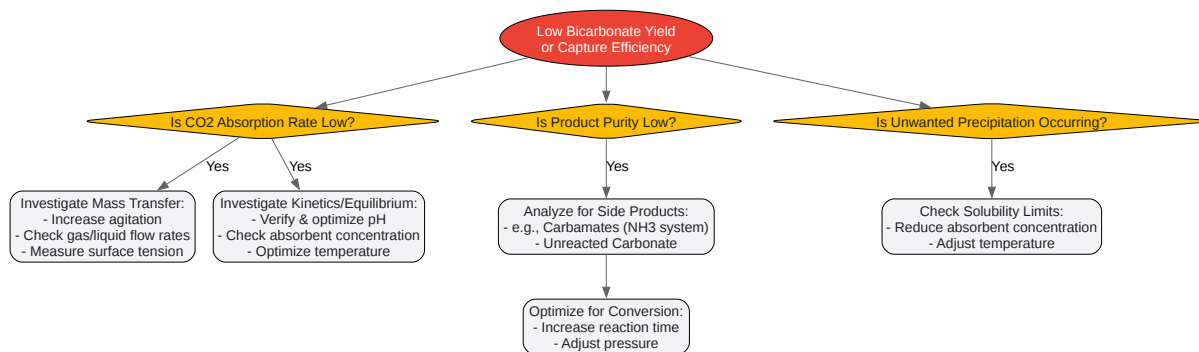 Low Bicarbonate Yield
or Capture Efficiency
Is CO2 Absorption Rate Low?
Is Product Purity Low?
Is Unwanted Precipitation Occurring?
Yes
Yes
Yes
Yes
Investigate Mass Transfer:
- Increase agitation
- Check gas/liquid flow rates
- Measure surface tension
Investigate Kinetics/Equilibrium:
- Verify & optimize pH
- Check absorbent concentration
- Optimize temperature
Analyze for Side Products:
- e.g., Carbamates (NH3 system)
- Unreacted Carbonate
Check Solubility Limits:
- Reduce absorbent concentration
- Adjust temperature
Optimize for Conversion:
- Increase reaction time
- Adjust pressure